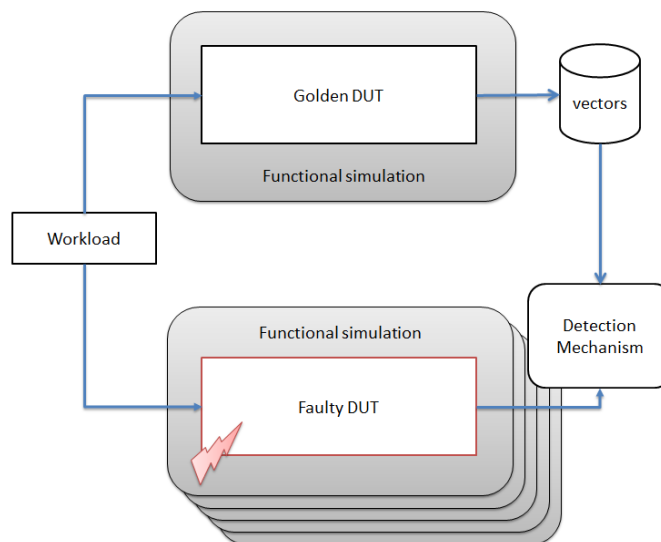 Golden DUT
vectors
Functional simulation
Workload
Functional simulation
Detection
Mechanism
Faulty DUT